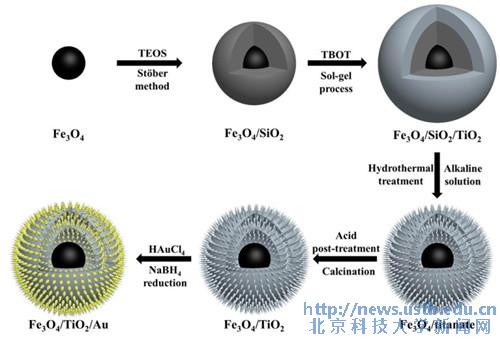 TEOS
Stöber
method
TBOT
Sol-gel
process
Fe₃O₄
Fe₃O₄/SiO₂
Fe₃O₄/SiO₂/TiO₂
Hydrothermal
treatment
Alkaline
solution
HAuCl₄
NaBH₄
reduction
Acid
post-treatment
Calcination
Fe₃O₄/TiO₂/Au
Fe₃O₄/TiO₂
Fe₃O₄/titanate
http://news.ustb.edu.cn
北京科技大学新闻网